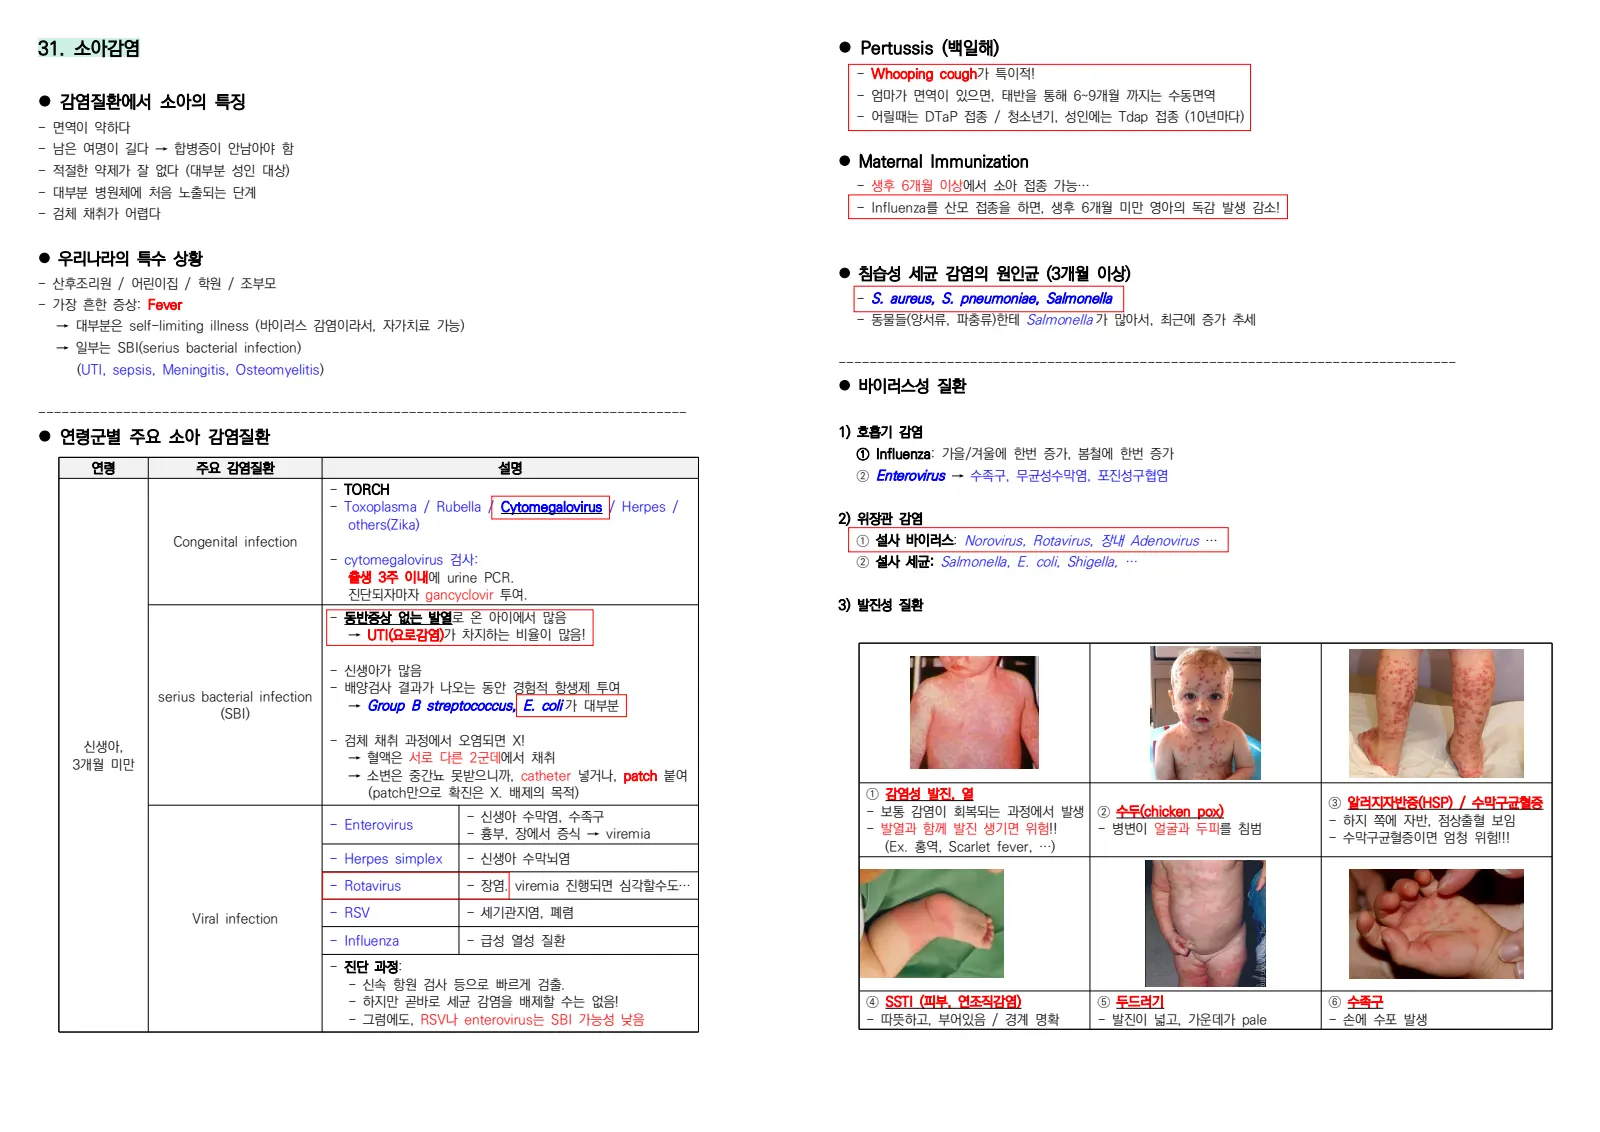 31. 소아감염
● 감염질환에서 소아의 특징
- 면역이 약하다
- 남은 여명이 길다 → 합병증이 안남아야 함
- 적절한 약제가 잘 없다 (대부분 성인 대상)
- 대부분 병원체에 처음 노출되는 단계
- 검체 채취가 어렵다
● 우리나라의 특수 상황
- 산후조리원 / 어린이집 / 학원 / 조부모
- 가장 흔한 증상: Fever
→ 대부분은 self-limiting illness (바이러스 감염이라서, 자가치료 가능)
→ 일부는 SBI(serius bacterial infection)
(UTI, sepsis, Meningitis, Osteomyelitis)
● 연령군별 주요 소아 감염질환
연령 주요 감염질환 설명
신생아,
3개월 미만
Congenital infection
- TORCH
- Toxoplasma / Rubella / Cytomegalovirus / Herpes /
others(Zika)
- cytomegalovirus 검사:
출생 3주 이내에 urine PCR.
진단되자마자 gancyclovir 투여.
serius bacterial infection
(SBI)
- 동반증상 없는 발열로 온 아이에서 많음
→ UTI(요로감염)가 차지하는 비율이 많음!
- 신생아가 많음
- 배양검사 결과가 나오는 동안 경험적 항생제 투여
→ Group B streptococcus, E. coli가 대부분
- 검체 채취 과정에서 오염되면 X!
→ 혈액은 서로 다른 2군데에서 채취
→ 소변은 중간뇨 못받으니까, catheter 넣거나, patch 붙여
(patch만으로 확진은 X. 배제의 목적)
Viral infection
- Enterovirus
- 신생아 수막염, 수족구
- 흉부, 장에서 증식 → viremia
- Herpes simplex - 신생아 수막뇌염
- Rotavirus - 장염. viremia 진행되면 심각할수도…
- RSV - 세기관지염, 폐렴
- Influenza - 급성 열성 질환
- 진단 과정:
- 신속 항원 검사 등으로 빠르게 검출.
- 하지만 곧바로 세균 감염을 배제할 수는 없음!
- 그럼에도, RSV나 enterovirus는 SBI 가능성 낮음
● Pertussis (백일해)
- Whooping cough가 특이적!
- 엄마가 면역이 있으면, 태반을 통해 6~9개월 까지는 수동면역
- 어릴때는 DTaP 접종 / 청소년기, 성인에는 Tdap 접종 (10년마다)
● Maternal Immunization
- 생후 6개월 이상에서 소아 접종 가능…
- Influenza를 산모 접종을 하면, 생후 6개월 미만 영아의 독감 발생 감소!
● 침습성 세균 감염의 원인균 (3개월 이상)
- S. aureus, S. pneumoniae, Salmonella
- 동물들(양서류, 파충류)한테 Salmonella가 많아서, 최근에 증가 추세
● 바이러스성 질환
1) 호흡기 감염
① Influenza: 가을/겨울에 한번 증가, 봄철에 한번 증가
② Enterovirus → 수족구, 무균성수막염, 포진성구협염
2) 위장관 감염
① 설사 바이러스: Norovirus, Rotavirus, 장내 Adenovirus …
② 설사 세균: Salmonella, E. coli, Shigella, …
3) 발진성 질환
① 감염성 발진, 열
- 보통 감염이 회복되는 과정에서 발생
- 발열과 함께 발진 생기면 위험!!
(Ex. 홍역, Scarlet fever, …)
② 수두(chicken pox)
- 병변이 얼굴과 두피를 침범
③ 알러지자반증(HSP) / 수막구균혈증
- 하지 쪽에 자반, 점상출혈 보임
- 수막구균혈증이면 엄청 위험!!!
④ SSTI (피부, 연조직감염)
- 따뜻하고, 부어있음 / 경계 명확
⑤ 두드러기
- 발진이 넓고, 가운데가 pale
⑥ 수족구
- 손에 수포 발생